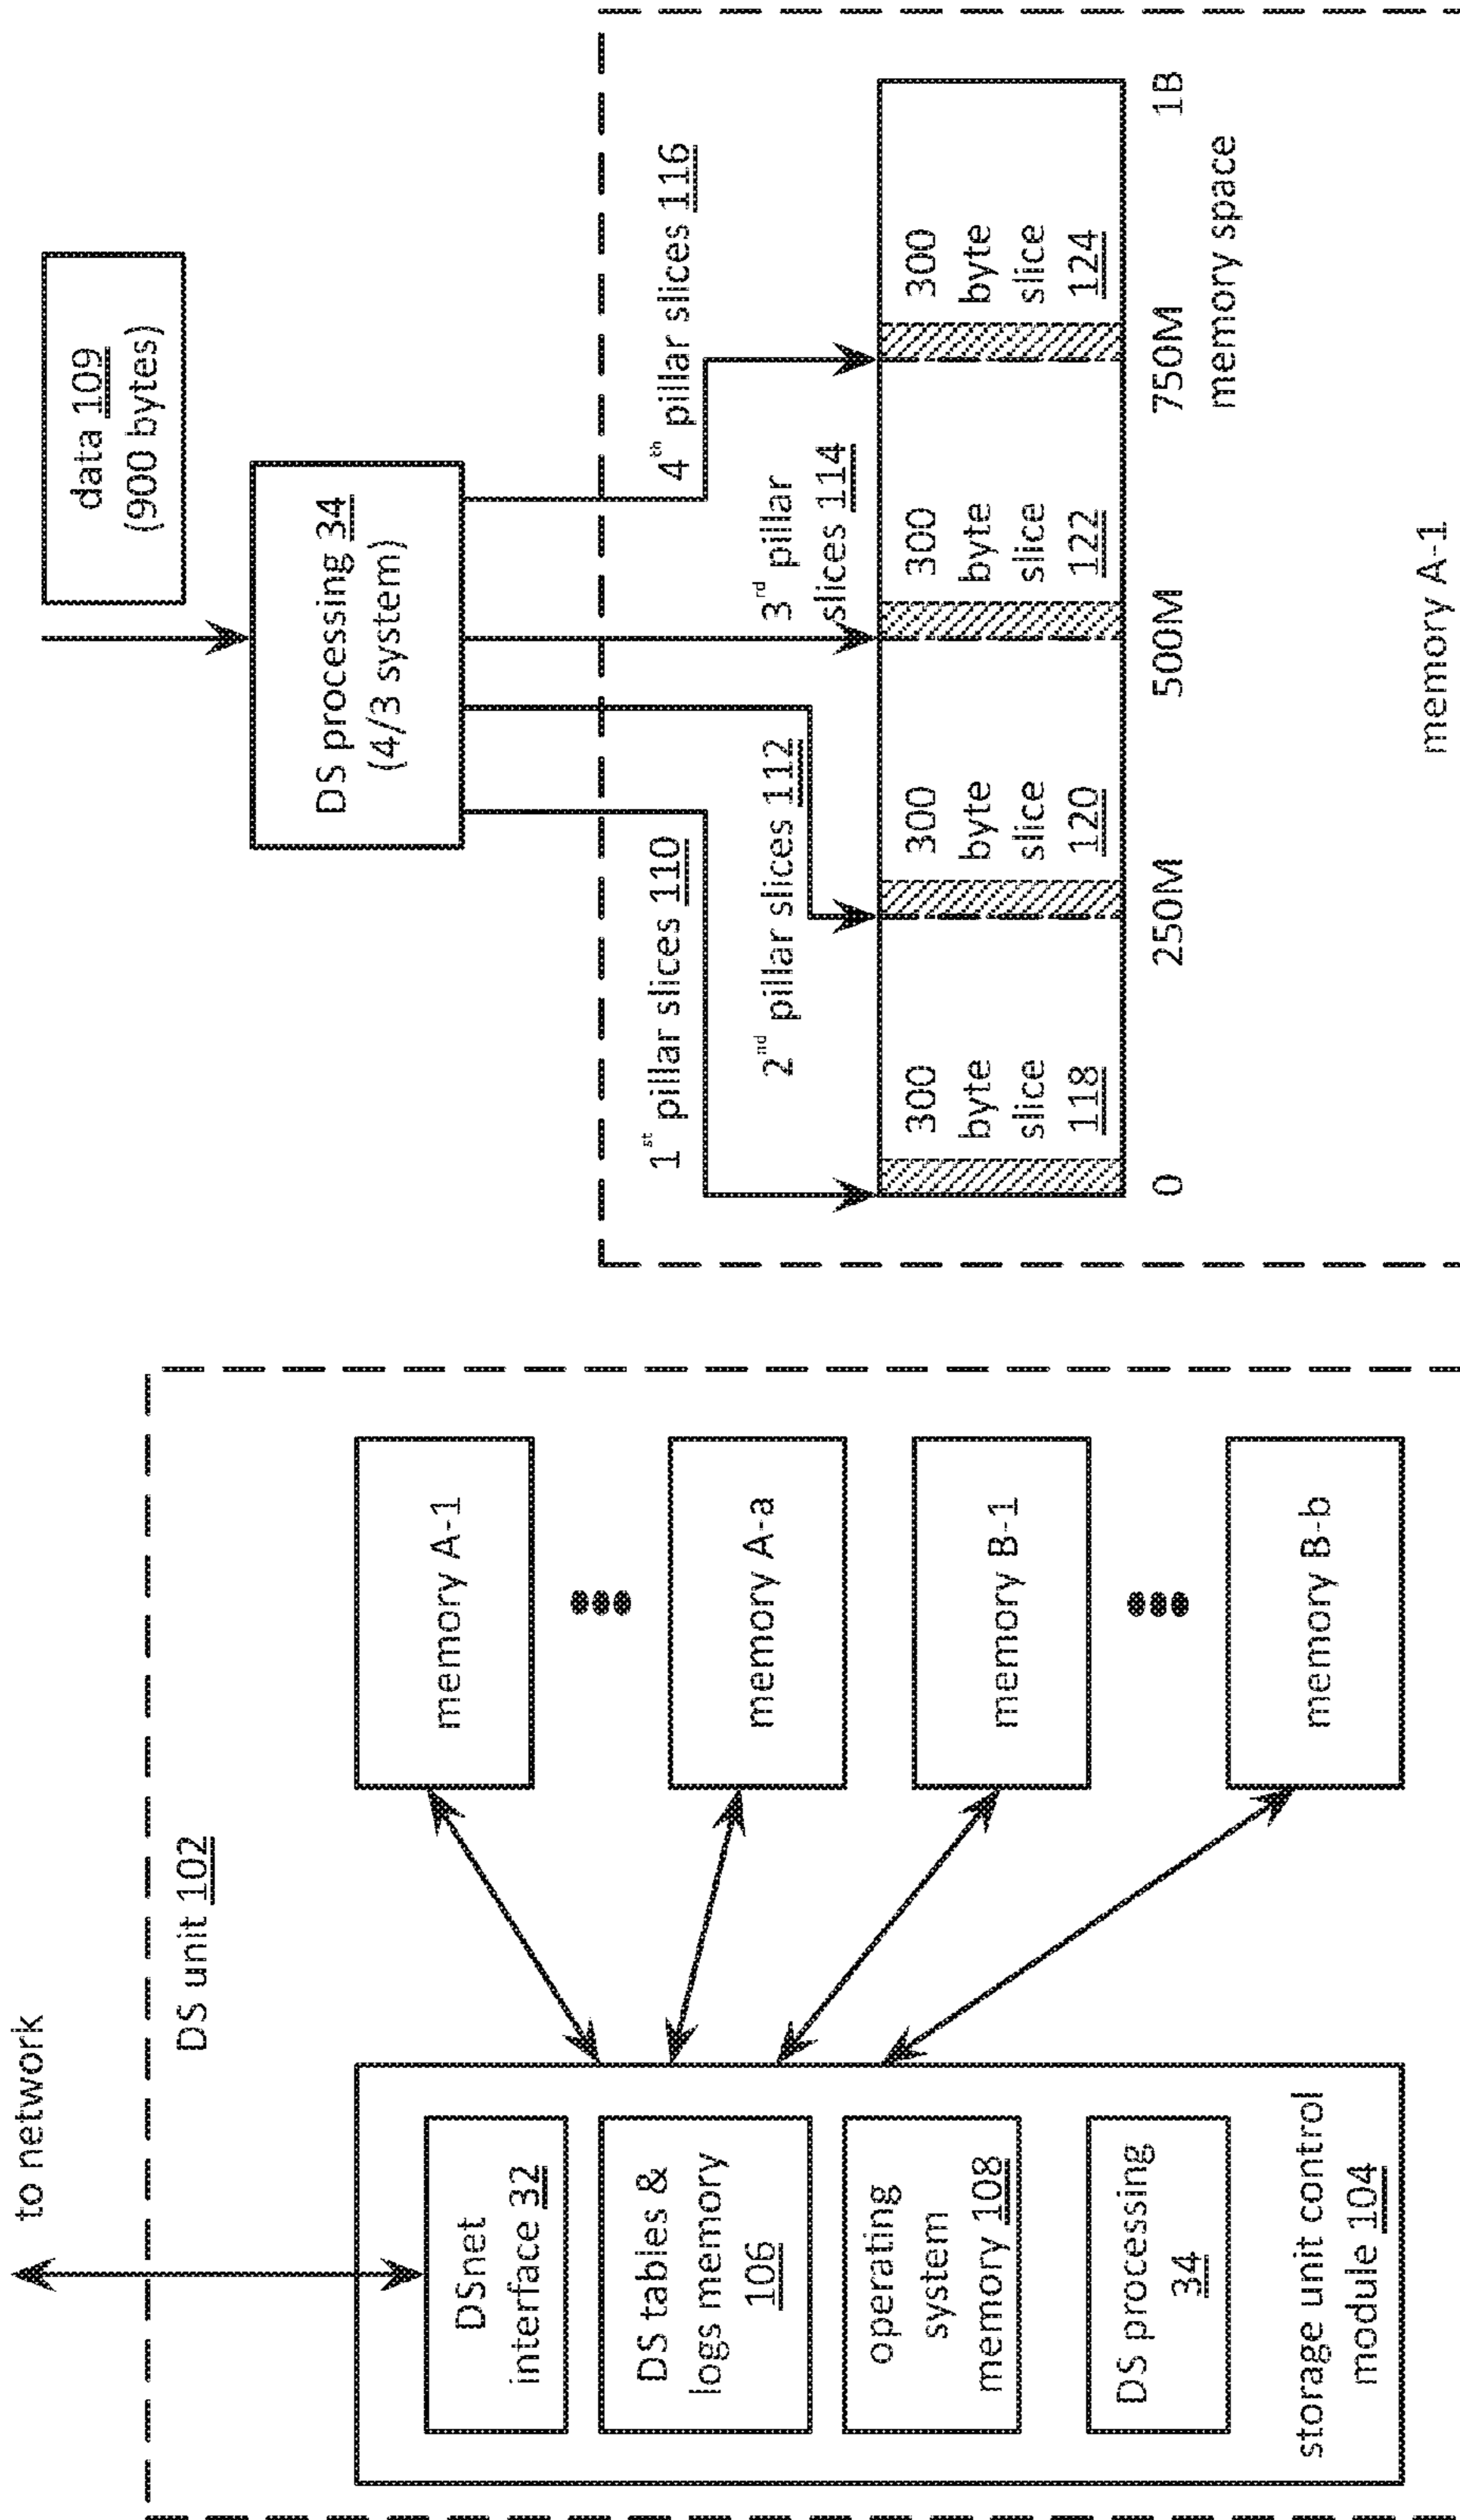 to network
DS unit 102
DSnet
interface 32
DS tables &
logs memory
106
operating
system
memory 108
DS processing
34
storage unit control
module 104
memory A-1
memory A-a
memory B-1
memory B-b
data 109
(900 bytes)
DS processing 34
(4/3 system)
1st pillar slices 110
2nd pillar slices 112
3rd pillar
slices 114
4th pillar slices 116
300
byte
slice
118
300
byte
slice
120
300
byte
slice
122
300
byte
slice
124
0
250M
500M
750M
1B
memory space
memory A-1